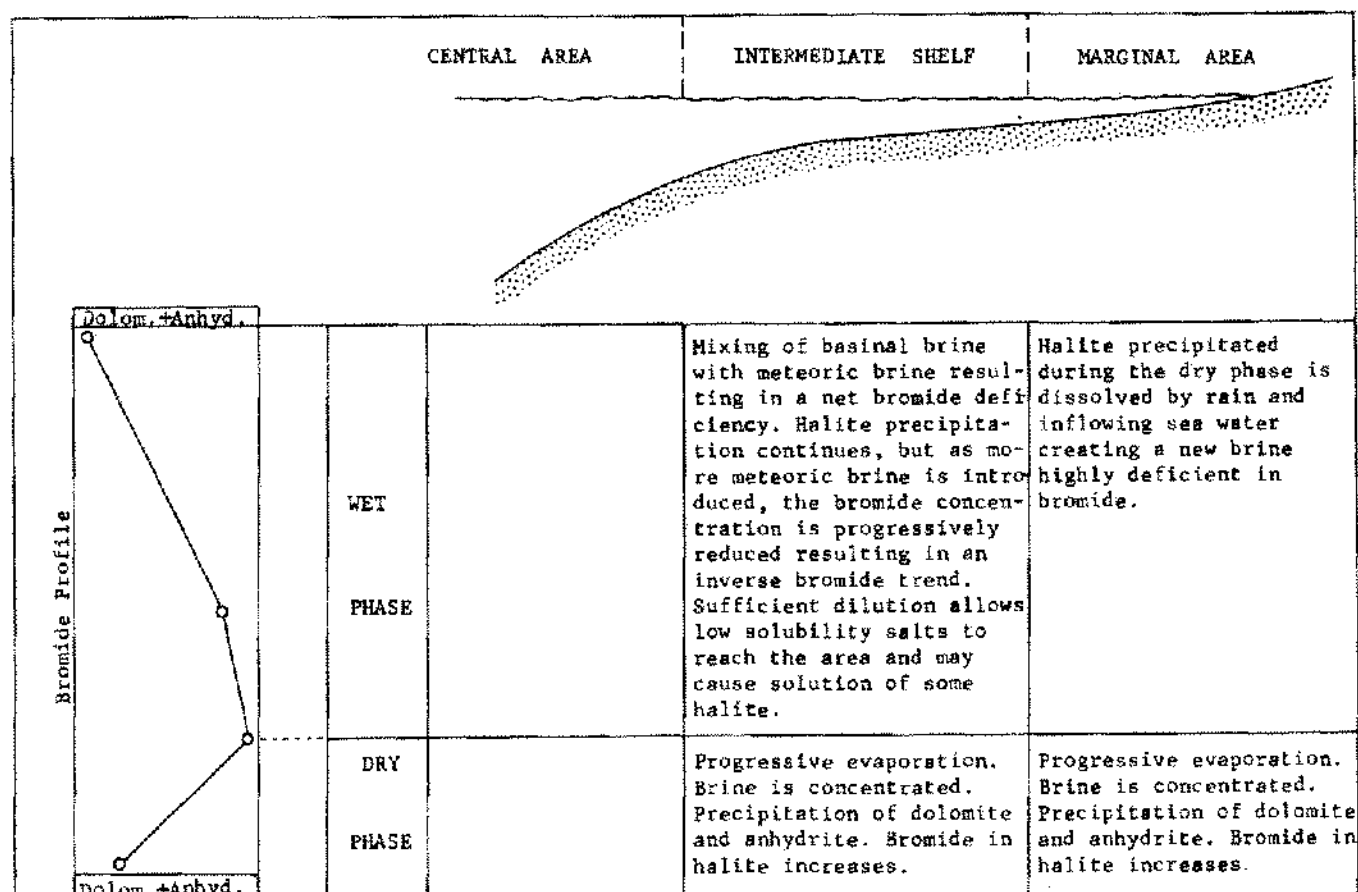 CENTRAL AREA
INTERMEDIATE SHELF
MARGINAL AREA
Dolom.+Anhyd.
Bromide Profile
WET
PHASE
Mixing of basinal brine
with meteoric brine resul-
ting in a net bromide defi
ciency. Halite precipita-
tion continues, but as mo-
re meteoric brine is intro
duced, the bromide concen-
tration is progressively
reduced resulting in an
inverse bromide trend.
Sufficient dilution allows
low solubility salts to
reach the area and may
cause solution of some
halite.
Halite precipitated
during the dry phase is
dissolved by rain and
inflowing sea water
creating a new brine
highly deficient in
bromide.
DRY
PHASE
Progressive evaporation.
Brine is concentrated.
Precipitation of dolomite
and anhydrite. Bromide in
halite increases.
Progressive evaporation.
Brine is concentrated.
Precipitation of dolomite
and anhydrite. Bromide in
halite increases.
Dolom.+Anhyd.